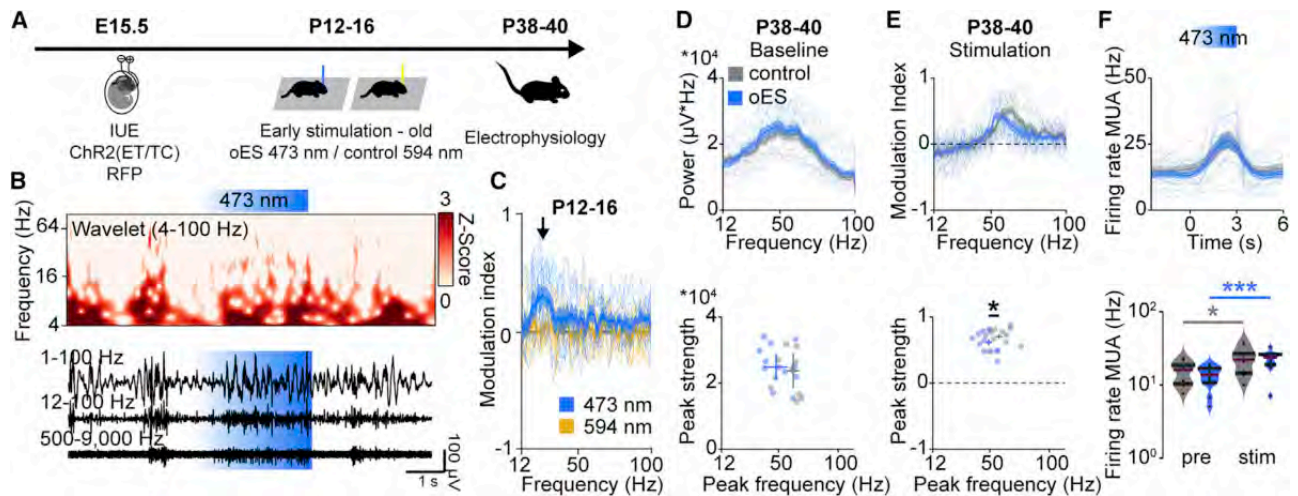 A
E15.5
P12-16
P38-40
IUE
ChR2(ET/TC)
RFP
Early stimulation - old
oES 473 nm / control 594 nm
Electrophysiology
B
473 nm
Frequency (Hz)
64
16
4
Wavelet (4-100 Hz)
3
0
Z-Score
1-100 Hz
12-100 Hz
500-9,000 Hz
100 µV
1 s
C
P12-16
Modulation index
1
0
-1
473 nm
594 nm
12
50
100
Frequency (Hz)
D
P38-40
Baseline
*10⁴
control
oES
Power (µV*Hz)
4
2
0
12
50
100
Frequency (Hz)
*10⁴
Peak strength
4
2
0
12
50
100
Peak frequency (Hz)
E
P38-40
Stimulation
Modulation Index
1
0
-1
12
50
100
Frequency (Hz)
*
Peak strength
1
0
-1
12
50
100
Peak frequency (Hz)
F
473 nm
Firing rate MUA (Hz)
50
25
0
0
3
6
Time (s)
***
*
Firing rate MUA (Hz)
10²
10¹
10⁰
pre
stim